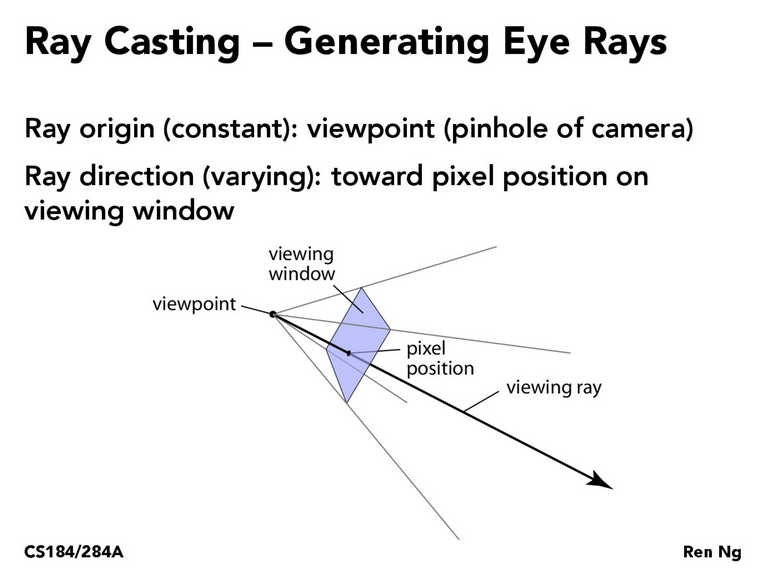 Ray Casting – Generating Eye Rays
Ray origin (constant): viewpoint (pinhole of camera)
Ray direction (varying): toward pixel position on
viewing window
viewing
window
viewpoint
pixel
position
viewing ray
CS184/284A
Ren Ng